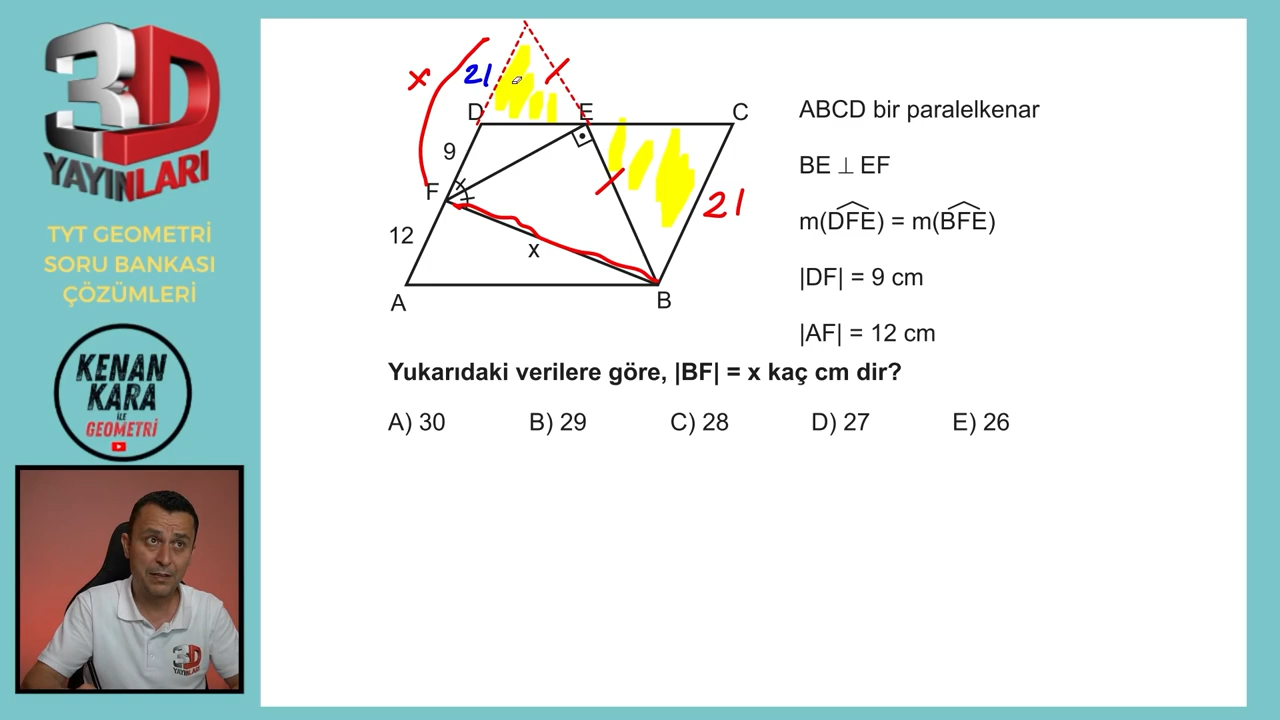 3D
YAYINLARI
TYT GEOMETRİ
SORU BANKASI
ÇÖZÜMLERİ
KENAN
KARA
İLE
GEOMETRİ
3D
YAYINLARI
x
21
D
E
C
9
F
x
21
12
x
A
B
ABCD bir paralelkenar
BE ⊥ EF
m(DFE) = m(BFE)
|DF| = 9 cm
|AF| = 12 cm
Yukarıdaki verilere göre, |BF| = x kaç cm dir?
A) 30 B) 29 C) 28 D) 27 E) 26